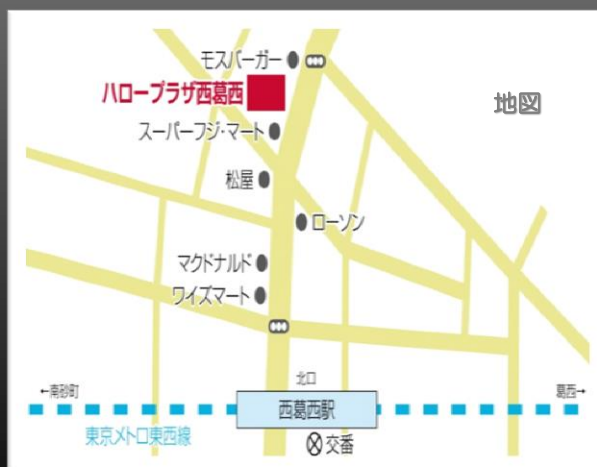 モスバーガー
ハロープラザ西葛西
地図
スーパーフジ・マート
松屋
ローソン
マクドナルド
ワイズマート
北口
←南砂町
葛西→
西葛西駅
東京メトロ東西線
交番